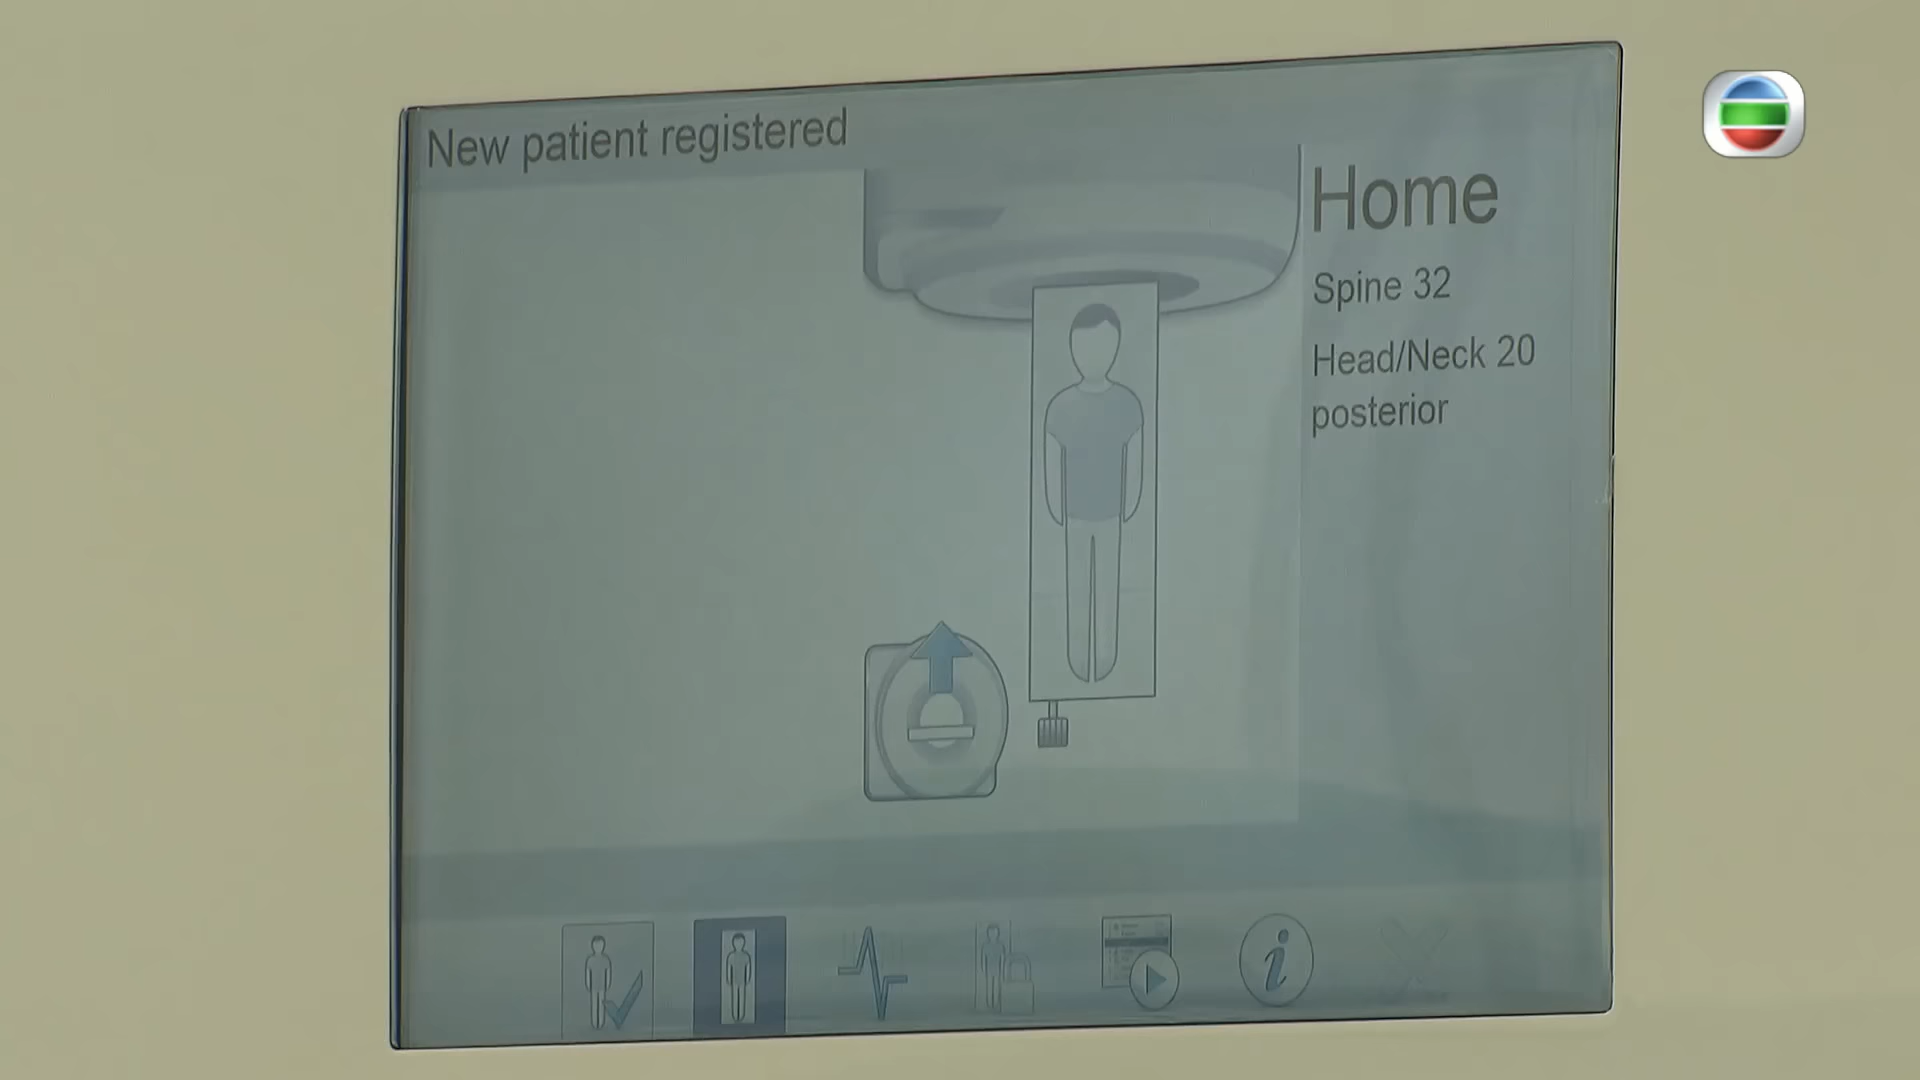 New patient registered
Home
Spine 32
Head/Neck 20
posterior
i